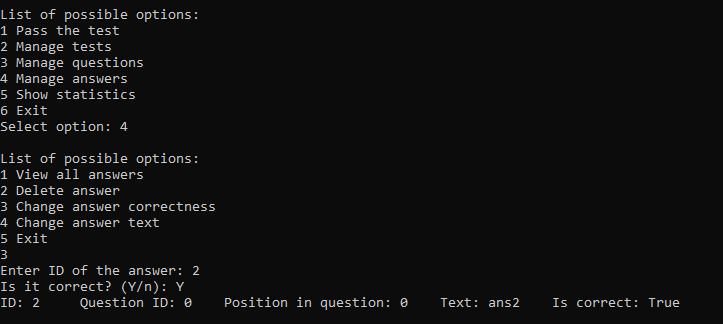 List of possible options:
1 Pass the test
2 Manage tests
3 Manage questions
4 Manage answers
5 Show statistics
6 Exit
Select option: 4

List of possible options:
1 View all answers
2 Delete answer
3 Change answer correctness
4 Change answer text
5 Exit
3
Enter ID of the answer: 2
Is it correct? (Y/n): Y
ID: 2     Question ID: 0    Position in question: 0    Text: ans2    Is correct: True